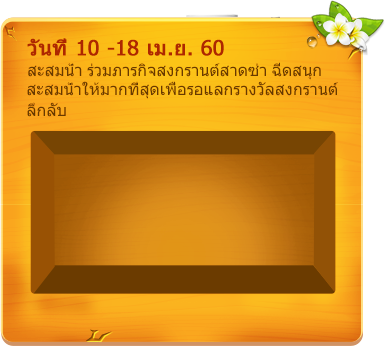 วันที่ 10 -18 เม.ย. 60
สะสมน้ำ ร่วมภารกิจสงกรานต์สาดซ่า ฉีดสนุก
สะสมน้ำให้มากที่สุดเพื่อรอแลกรางวัลสงกรานต์
ลึกลับ